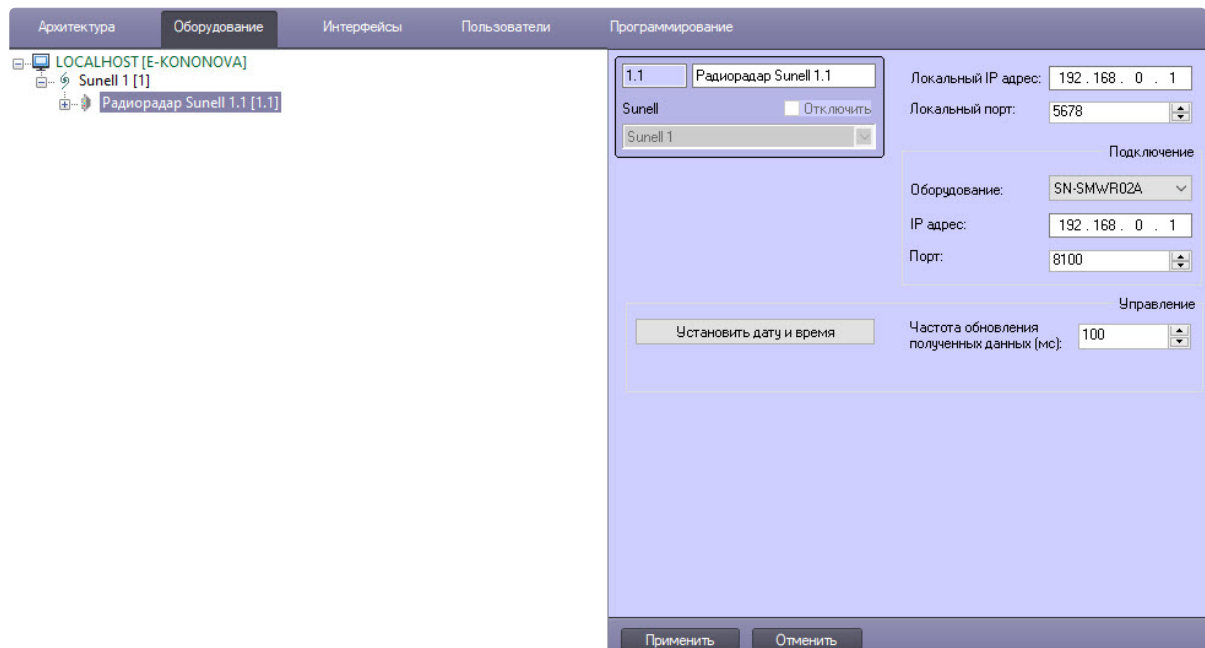 Архитектура Оборудование Интерфейсы Пользователи Программирование
LOCALHOST [E-KONONOVA]
Sunell 1 [1]
Радиорадар Sunell 1.1 [1.1]
1.1 Радиорадар Sunell 1.1
Sunell Отключить
Sunell 1
Локальный IP адрес: 192 . 168 . 0 . 1
Локальный порт: 5678
Подключение
Оборудование: SN-SMWR02A
IP адрес: 192 . 168 . 0 . 1
Порт: 8100
Управление
Установить дату и время
Частота обновления
полученных данных (мс): 100
Применить Отменить